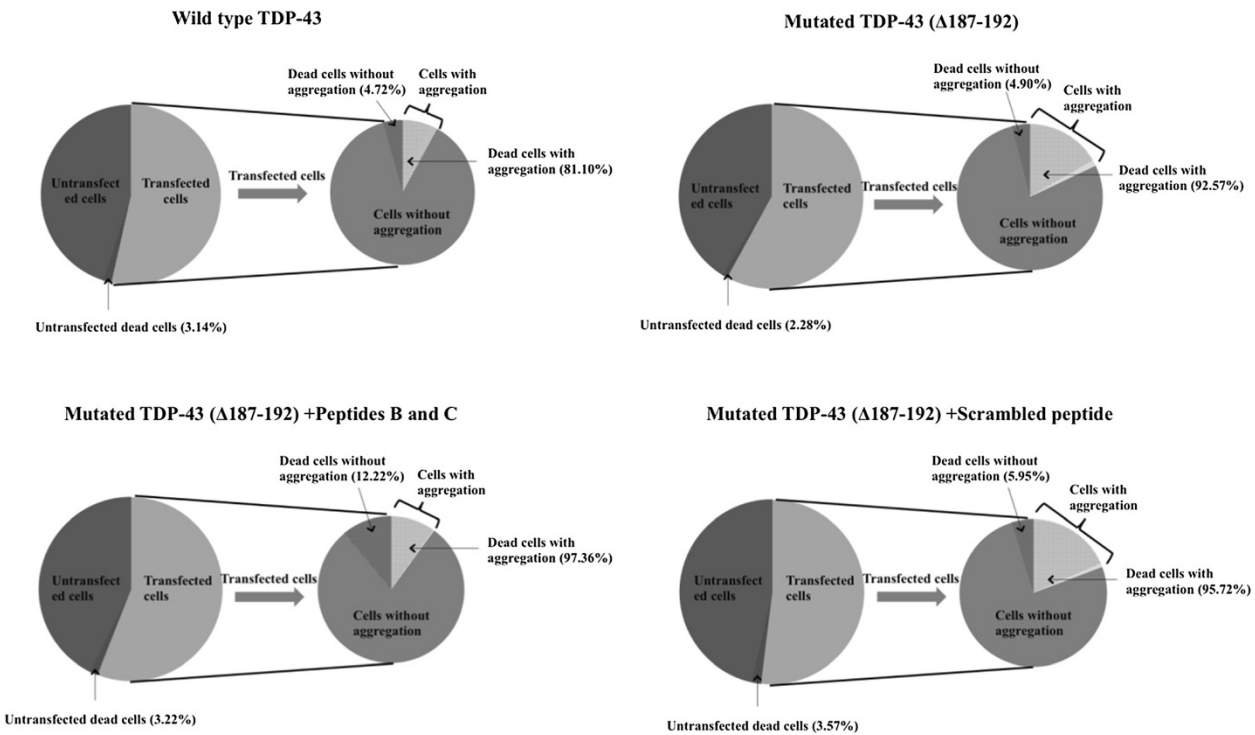 Wild type TDP-43
Dead cells without
aggregation (4.72%)
Cells with
aggregation
Untransfect
ed cells
Transfected
cells
Transfected cells
Dead cells with
aggregation (81.10%)
Cells without
aggregation
Untransfected dead cells (3.14%)
Mutated TDP-43 (Δ187-192)
Dead cells without
aggregation (4.90%)
Cells with
aggregation
Untransfect
ed cells
Transfected
cells
Transfected cells
Dead cells with
aggregation (92.57%)
Cells without
aggregation
Untransfected dead cells (2.28%)
Mutated TDP-43 (Δ187-192) +Peptides B and C
Dead cells without
aggregation (12.22%)
Cells with
aggregation
Untransfect
ed cells
Transfected
cells
Transfected cells
Dead cells with
aggregation (97.36%)
Cells without
aggregation
Untransfected dead cells (3.22%)
Mutated TDP-43 (Δ187-192) +Scrambled peptide
Dead cells without
aggregation (5.95%)
Cells with
aggregation
Untransfect
ed cells
Transfected
cells
Transfected cells
Dead cells with
aggregation (95.72%)
Cells without
aggregation
Untransfected dead cells (3.57%)